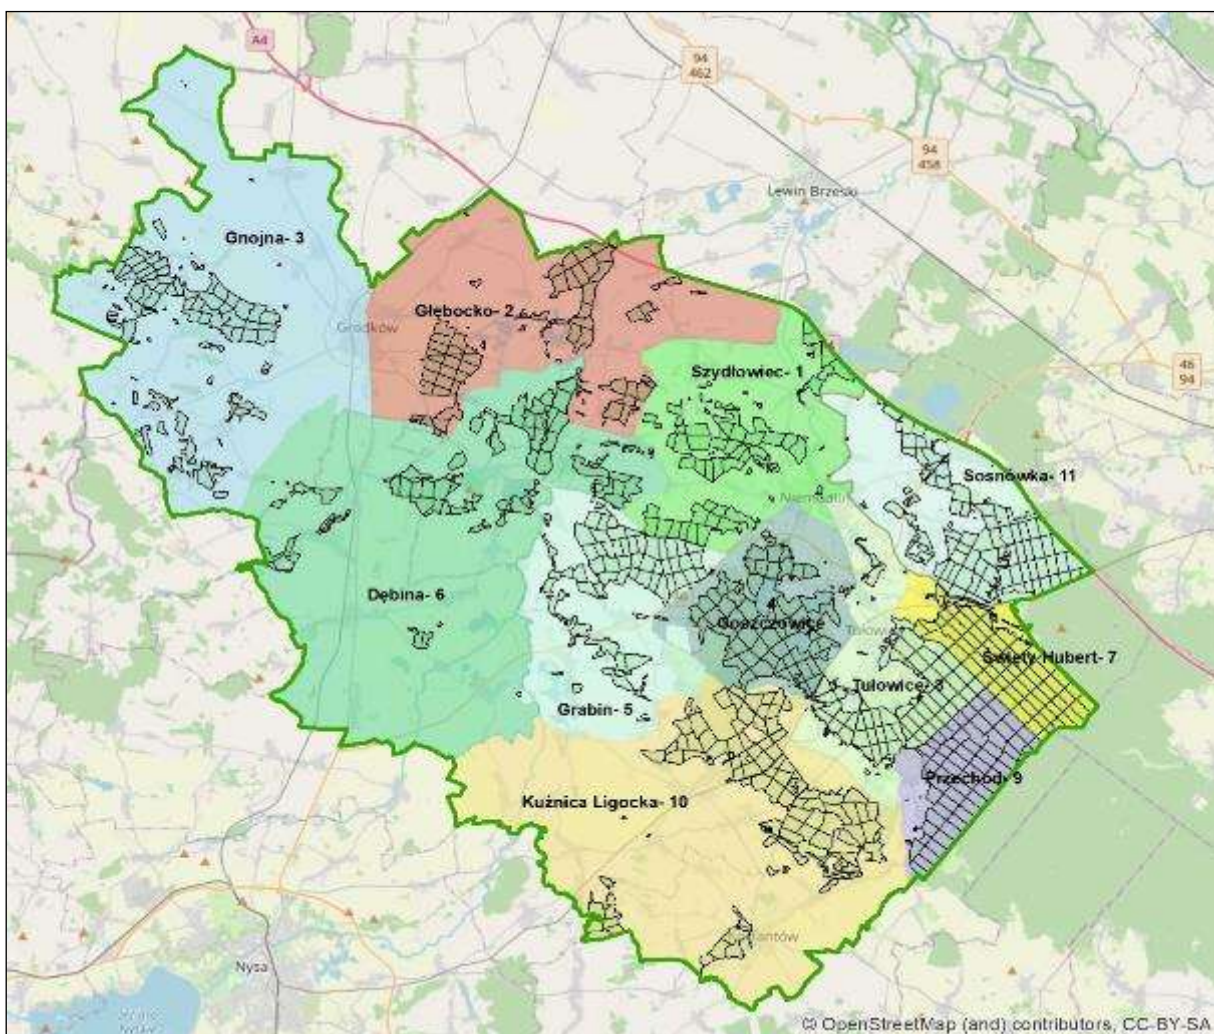 A4
94
462
94
458
Lewin Brzeski
Gnojna- 3
Głębocko- 2
Grodków
Szydłowiec- 1
46
94
Sosnówka- 11
Dębina- 6
4
Goszczowice
Święty Hubert- 7
Tułowice- 8
Grabin- 5
Przechód- 9
Kuźnica Ligocka- 10
Nysa
© OpenStreetMap (and) contributors, CC-BY-SA